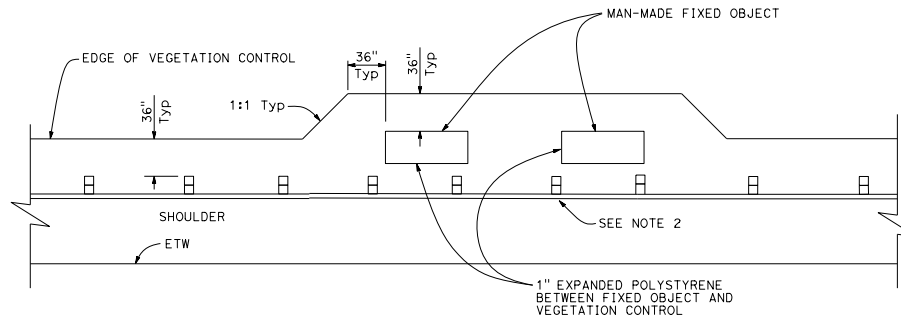 MAN-MADE FIXED OBJECT
36"
Typ
36"
Typ
EDGE OF VEGETATION CONTROL
1:1 Typ
36"
Typ
SHOULDER
SEE NOTE 2
ETW
1" EXPANDED POLYSTYRENE
BETWEEN FIXED OBJECT AND
VEGETATION CONTROL